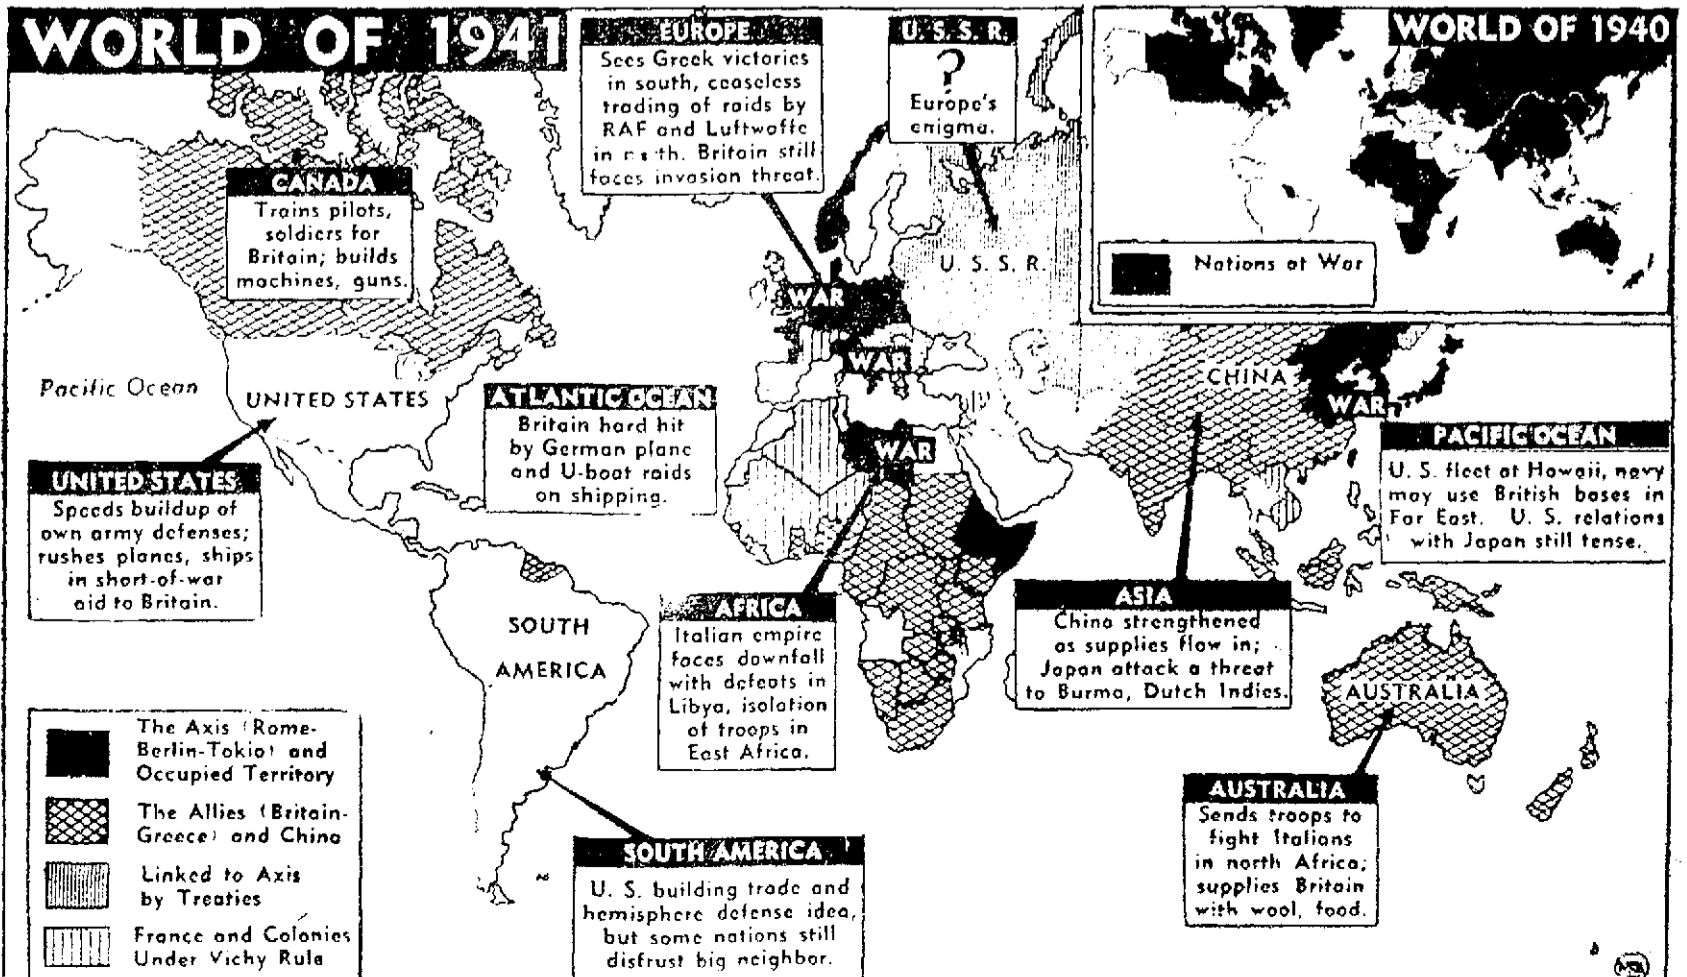 WORLD OF 1941
EUROPE
Sees Greek victories
in south, ceaseless
trading of raids by
RAF and Luftwaffe
in north. Britain still
faces invasion threat.
U. S. S. R.
?
Europe's
enigma.
WORLD OF 1940
Nations at War
CANADA
Trains pilots,
soldiers for
Britain; builds
machines, guns.
U. S. S. R.
WAR
WAR
WAR
WAR
CHINA
Pacific Ocean
UNITED STATES
UNITED STATES
Speeds buildup of
own army defenses;
rushes planes, ships
in short-of-war
aid to Britain.
ATLANTIC OCEAN
Britain hard hit
by German plane
and U-boat raids
on shipping.
PACIFIC OCEAN
U. S. fleet at Hawaii, navy
may use British bases in
Far East. U. S. relations
with Japan still tense.
SOUTH
AMERICA
AFRICA
Italian empire
faces downfall
with defeats in
Libya, isolation
of troops in
East Africa.
ASIA
China strengthened
as supplies flow in;
Japan attack a threat
to Burma, Dutch Indies.
AUSTRALIA
AUSTRALIA
Sends troops to
fight Italians
in north Africa;
supplies Britain
with wool, food.
SOUTH AMERICA
U. S. building trade and
hemisphere defense idea,
but some nations still
distrust big neighbor.
The Axis (Rome-
Berlin-Tokio) and
Occupied Territory
The Allies (Britain-
Greece) and China
Linked to Axis
by Treaties
France and Colonies
Under Vichy Rule
NEA